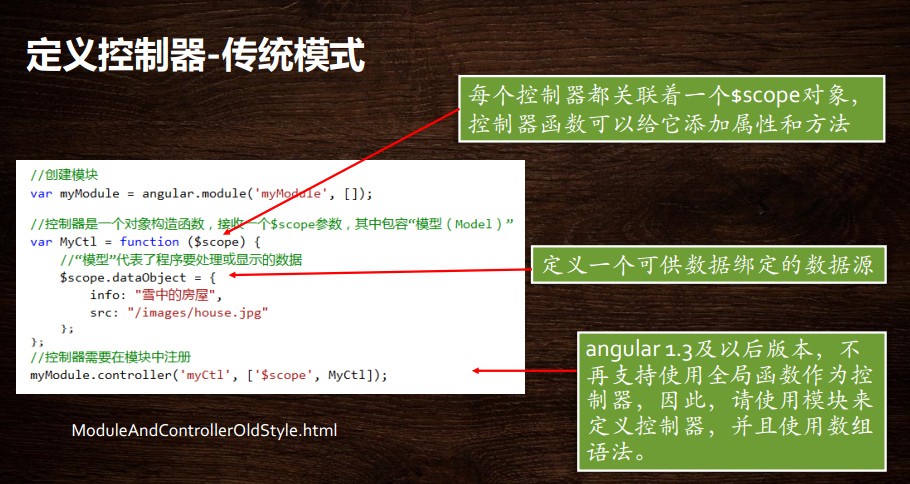 定义控制器-传统模式
每个控制器都关联着一个$scope对象，
控制器函数可以给它添加属性和方法
//创建模块
var myModule = angular.module('myModule', []);
//控制器是一个对象构造函数，接收一个$scope参数，其中包容“模型（Model）”
var MyCtl = function ($scope) {
//“模型”代表了程序要处理或显示的数据
$scope.dataObject = {
info: "雪中的房屋",
src: "/images/house.jpg"
};
};
//控制器需要在模块中注册
myModule.controller('myCtl', ['$scope', MyCtl]);
定义一个可供数据绑定的数据源
angular 1.3及以后版本，不
再支持使用全局函数作为控
制器，因此，请使用模块来
定义控制器，并且使用数组
语法。
ModuleAndControllerOldStyle.html